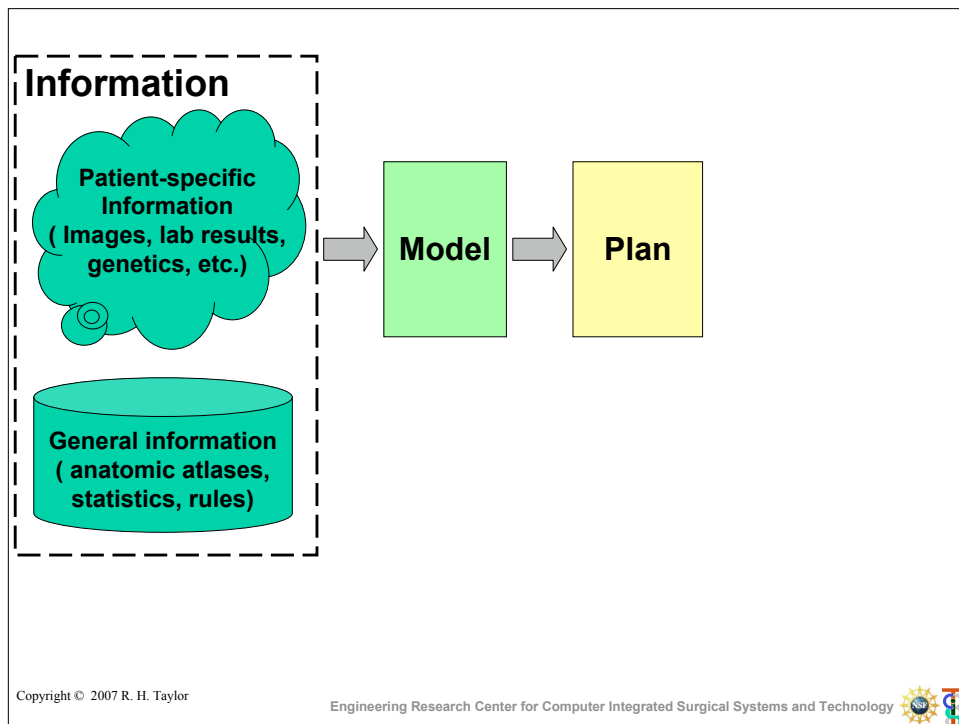 Information
Patient-specific
Information
( Images, lab results,
genetics, etc.)
Model
Plan
General information
( anatomic atlases,
statistics, rules)
Copyright © 2007 R. H. Taylor
Engineering Research Center for Computer Integrated Surgical Systems and Technology
NSF